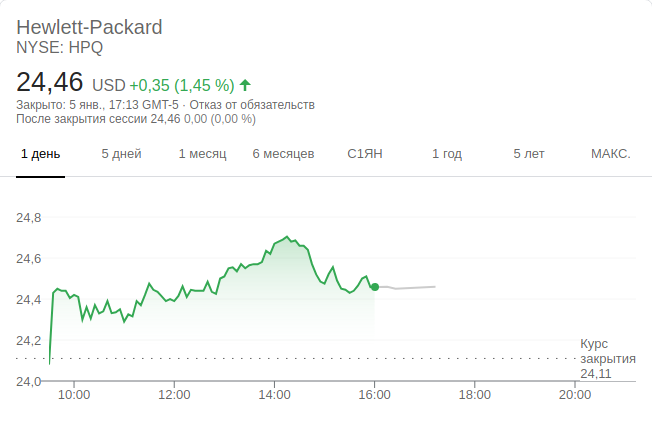 Hewlett-Packard
NYSE: HPQ
24,46 USD +0,35 (1,45 %)
Закрыто: 5 янв., 17:13 GMT-5 · Отказ от обязательств
После закрытия сессии 24,46 0,00 (0,00 %)
1 день 5 дней 1 месяц 6 месяцев С1ЯН 1 год 5 лет МАКС.
24,8
24,6
24,4
24,2
24,0
Курс
закрытия
24,11
10:00 12:00 14:00 16:00 18:00 20:00